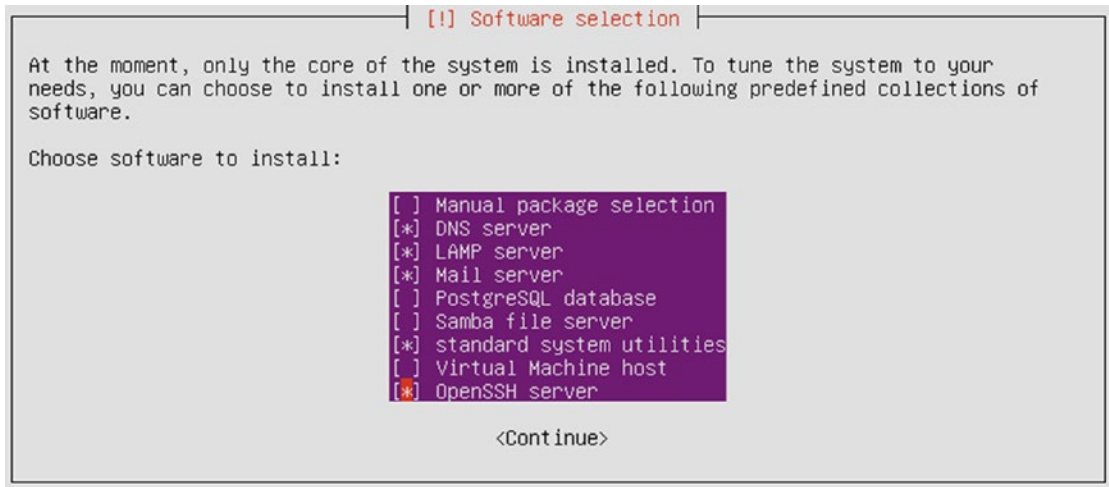 [!] Software selection
At the moment, only the core of the system is installed. To tune the system to your
needs, you can choose to install one or more of the following predefined collections of
software.
Choose software to install:
[ ] Manual package selection
[*] DNS server
[*] LAMP server
[*] Mail server
[ ] PostgreSQL database
[ ] Samba file server
[*] standard system utilities
[ ] Virtual Machine host
[*] OpenSSH server
<Continue>